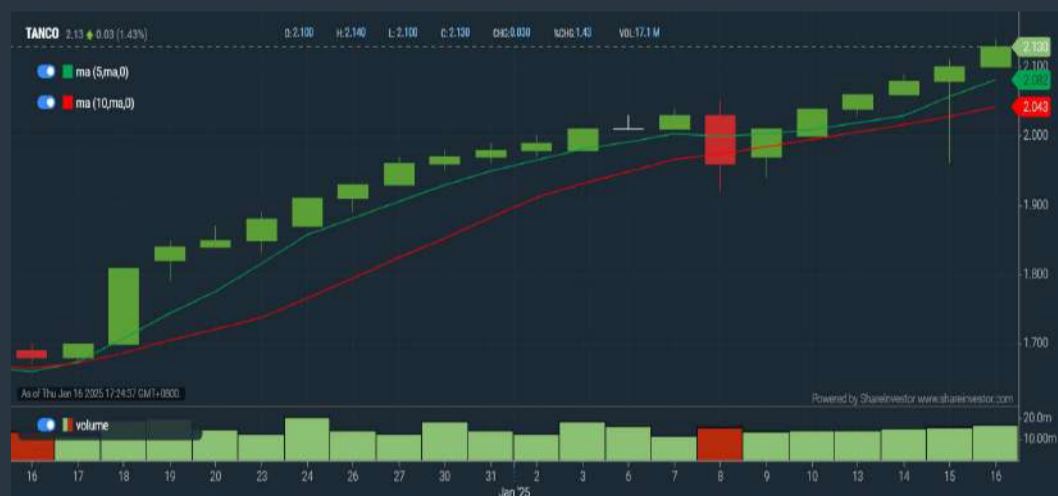 TANCO 2.13 0.03 (1.43%) O:2.100 H:2.140 L:2.100 C:2.130 CHG:0.030 %CHG:1.43 VOL:17.1 M
ma (5,ma,0)
ma (10,ma,0)
2.130
2.100
2.082
2.043
2.000
1.900
1.800
1.700
As of Thu Jan 16 2025 17:24:37 GMT+0800.
Powered by ShareInvestor www.shareinvestor.com
volume
20.0m
10.00m
16 17 18 19 20 23 24 26 27 30 31 2 3 6 7 8 9 10 13 14 15 16
Jan '25